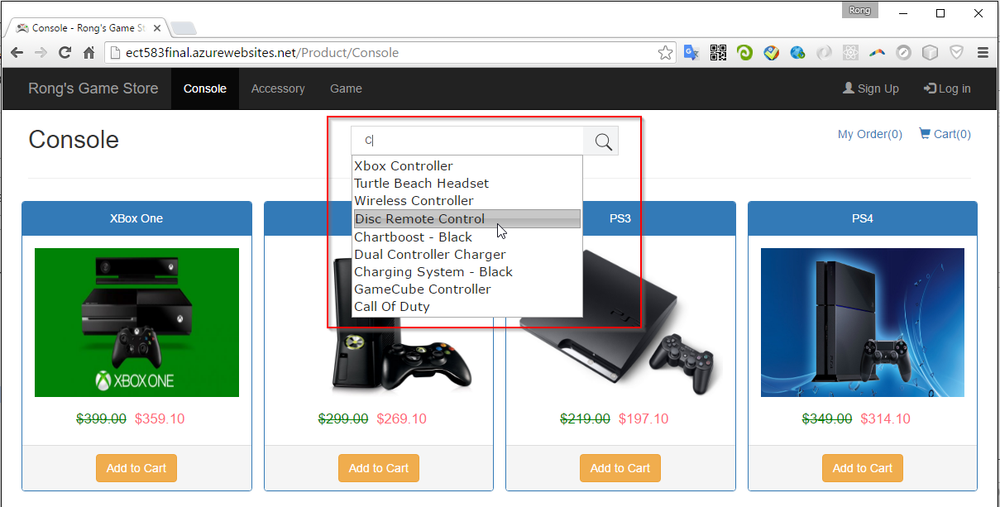 Rong
Console - Rong's Game St
ect583final.azurewebsites.net/Product/Console
Rong's Game Store Console Accessory Game Sign Up Log in
Console
C
My Order(0) Cart(0)
Xbox Controller
Turtle Beach Headset
Wireless Controller
Disc Remote Control
Chartboost - Black
Dual Controller Charger
Charging System - Black
GameCube Controller
Call Of Duty
XBox One PS3 PS4
XBOX ONE
$399.00 $359.10 $299.00 $269.10 $219.00 $197.10 $349.00 $314.10
Add to Cart Add to Cart Add to Cart Add to Cart